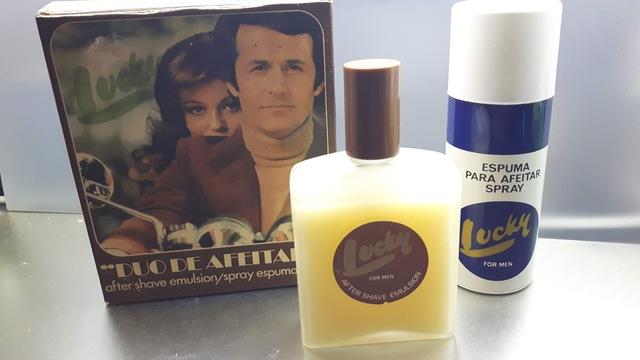 Lucky
"DUO DE AFEITAR
after shave emulsion/spray espuma
Lucky
FOR MEN
AFTER SHAVE EMULSION
ESPUMA
PARA AFEITAR
SPRAY
Lucky
FOR MEN